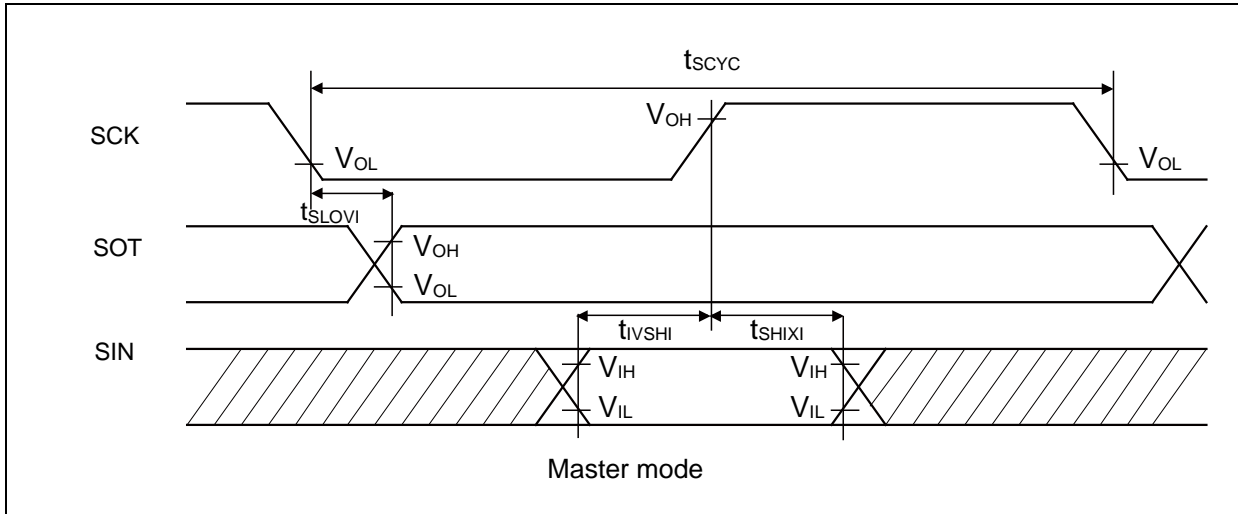 tSCYC
SCK
VOH
VOL
VOL
tSLOVI
SOT
VOH
VOL
tIVSHI
tSHIXI
SIN
VIH
VIH
VIL
VIL
Master mode